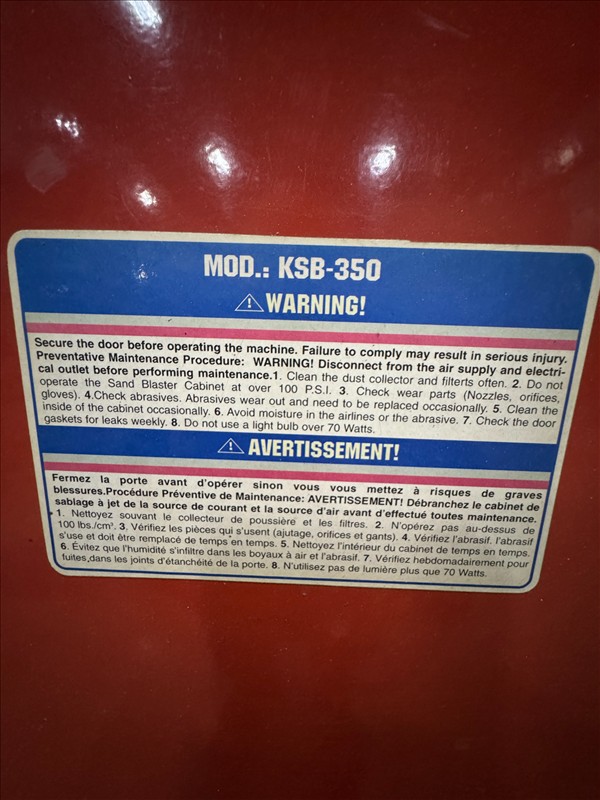 MOD.: KSB-350
⚠WARNING!
Secure the door before operating the machine. Failure to comply may result in serious injury.
Preventative Maintenance Procedure: WARNING! Disconnect from the air supply and electri-
cal outlet before performing maintenance.1. Clean the dust collector and filterts often. 2. Do not
operate the Sand Blaster Cabinet at over 100 P.S.I. 3. Check wear parts (Nozzles, orifices,
gloves). 4.Check abrasives. Abrasives wear out and need to be replaced occasionally. 5. Clean the
inside of the cabinet occasionally. 6. Avoid moisture in the airlines or the abrasive. 7. Check the door
gaskets for leaks weekly. 8. Do not use a light bulb over 70 Watts.
⚠AVERTISSEMENT!
Fermez la porte avant d'opérer sinon vous vous mettez à risques de graves
blessures.Procédure Préventive de Maintenance: AVERTISSEMENT! Débranchez le cabinet de
sablage à jet de la source de courant et la source d'air avant d'effectué toutes maintenance.
1. Nettoyez souvant le collecteur de poussière et les filtres. 2. N'opérez pas au-dessus de
100 lbs./cm². 3. Vérifiez les pièces qui s'usent (ajutage, orifices et gants). 4. Vérifiez l'abrasif. l'abrasif
s'use et doit être remplacé de temps en temps. 5. Nettoyez l'intérieur du cabinet de temps en temps.
6. Évitez que l'humidité s'infiltre dans les boyaux à air et l'abrasif. 7. Vérifiez hebdomadairement pour
fuites,dans les joints d'étanchéité de la porte. 8. N'utilisez pas de lumière plus que 70 Watts.